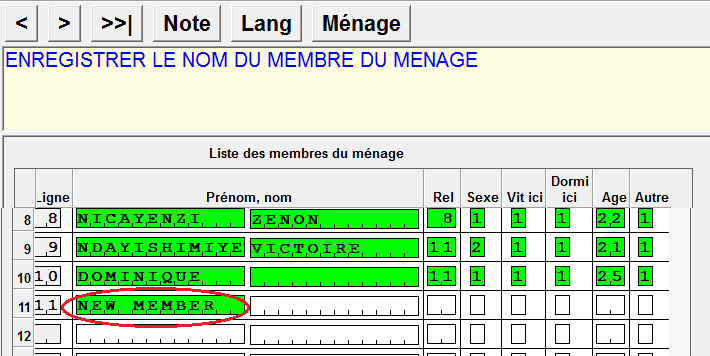 < > >>| Note Lang Ménage
ENREGISTRER LE NOM DU MEMBRE DU MENAGE
Liste des membres du ménage
Ligne Prénom, nom Rel Sexe Vit ici Dormi ici Age Autre
8 8 NICAYENZI ZENON 8 1 1 1 22 1
9 9 NDAYISHIMIYE VICTOIRE 11 2 1 1 21 1
10 10 DOMINIQUE 11 1 1 1 25 1
11 11 NEW MEMBER
12